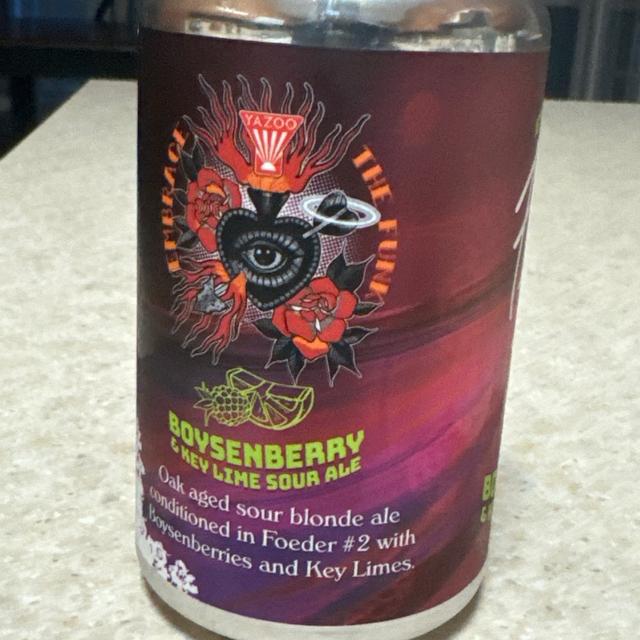 YAZOO
EMBRACE
THE FUNK
BOYSENBERRY
& KEY LIME SOUR ALE
Oak aged sour blonde ale
conditioned in Foeder #2 with
Boysenberries and Key Limes.